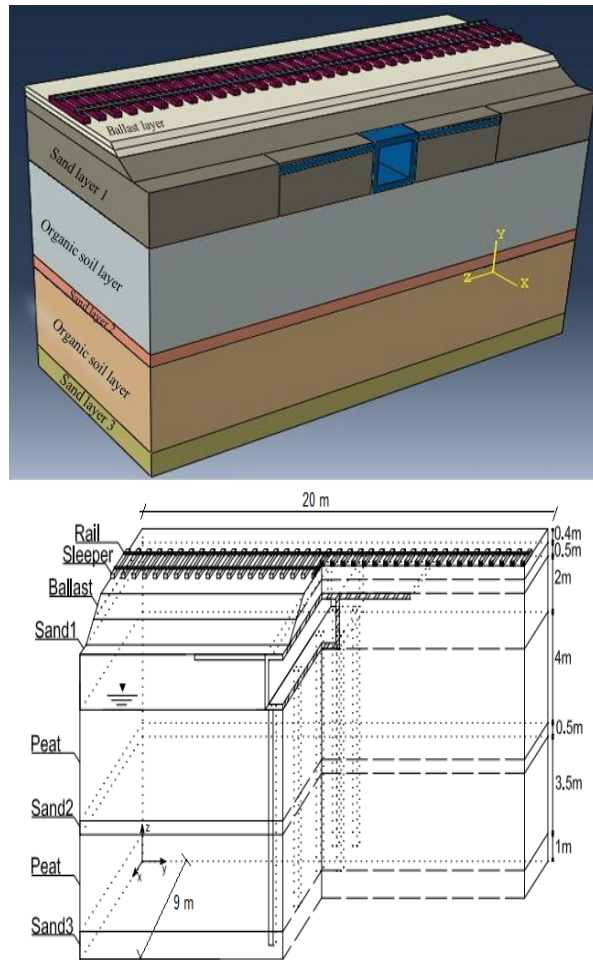 Ballast layer
Sand layer 1
Organic soil layer
Sand layer 2
Organic soil layer
Sand layer 3
Y
Z
X
20 m
Rail
Sleeper
Ballast
Sand1
Peat
Sand2
Peat
Sand3
0.4m
0.5m
2m
4m
0.5m
3.5m
1m
z
y
x
9 m